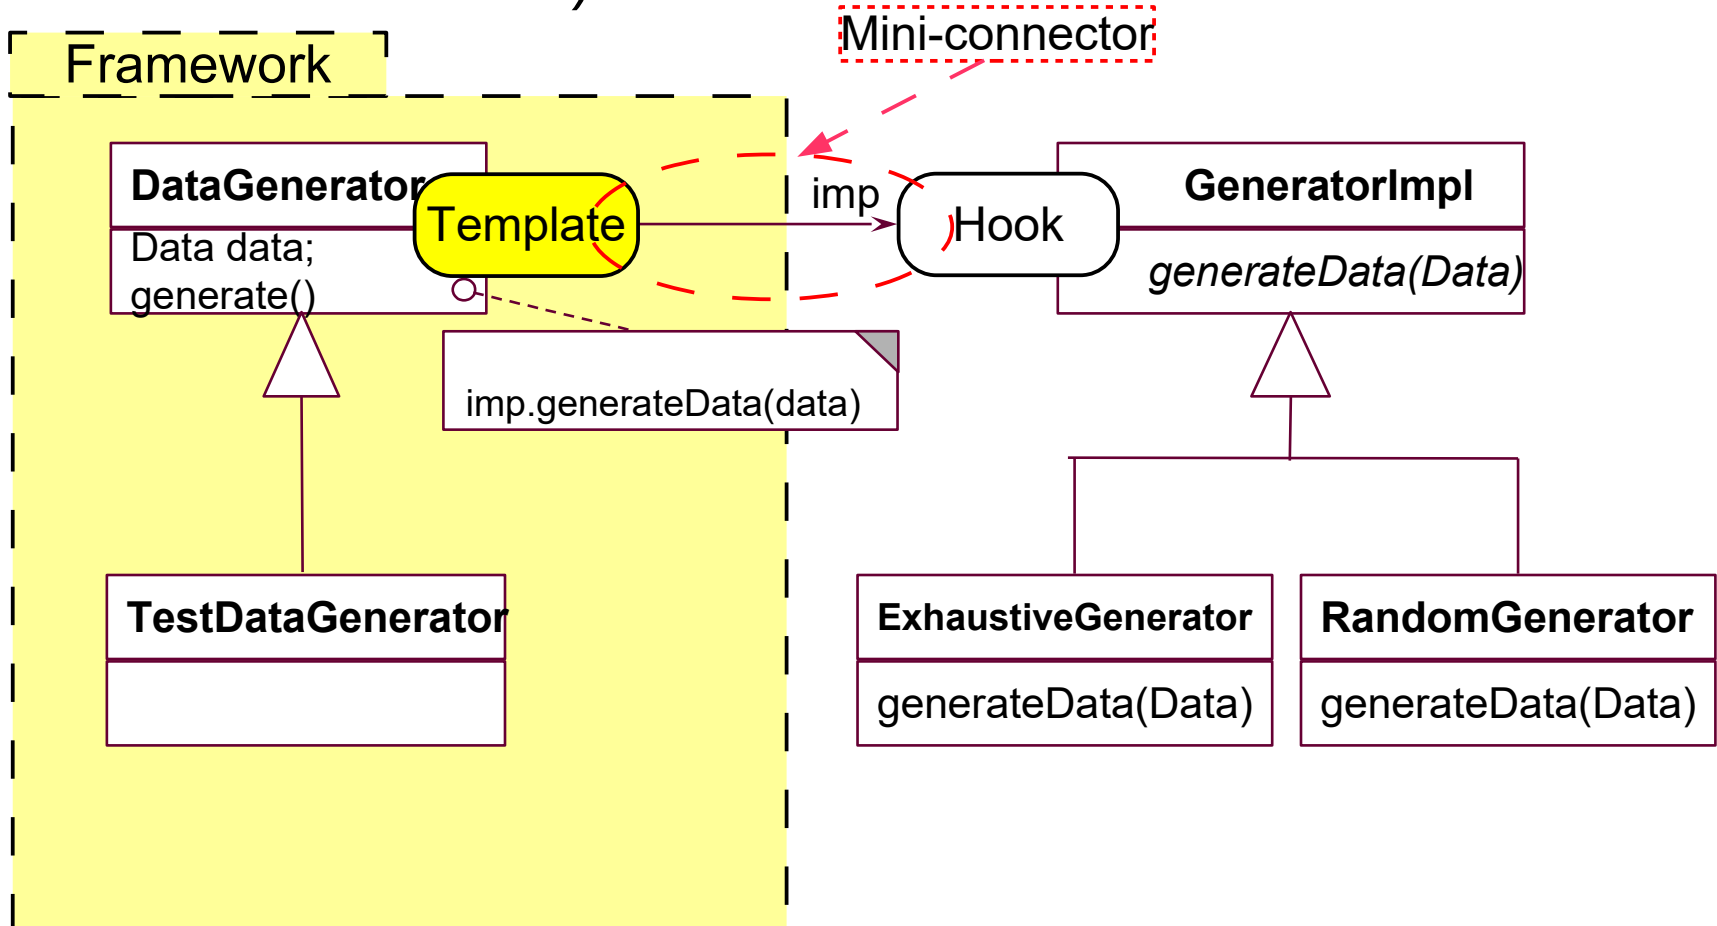 )
Mini-connector
Framework
DataGenerator
Template
imp
Hook
GeneratorImpl
Data data;
generate()
generateData(Data)
imp.generateData(data)
TestDataGenerator
ExhaustiveGenerator
RandomGenerator
generateData(Data)
generateData(Data)